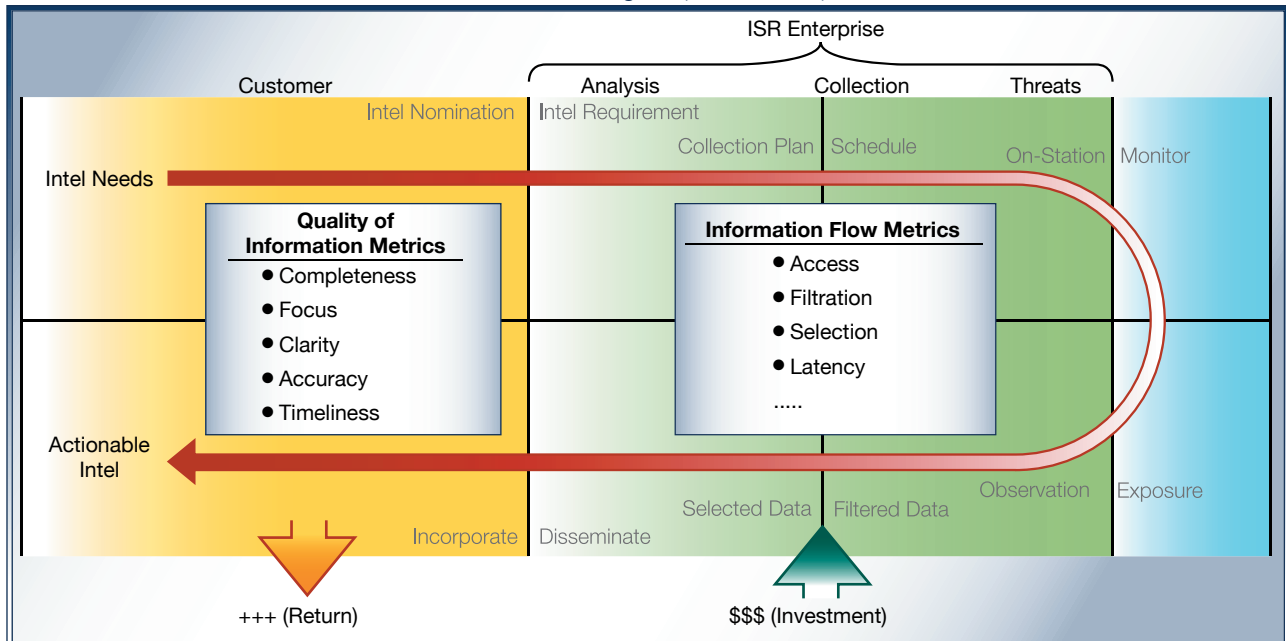 ISR Enterprise
Customer
Analysis
Collection
Threats
Intel Nomination
Intel Requirement
Collection Plan
Schedule
On-Station
Monitor
Intel Needs
Quality of
Information Metrics
● Completeness
● Focus
● Clarity
● Accuracy
● Timeliness
Information Flow Metrics
● Access
● Filtration
● Selection
● Latency
.....
Actionable
Intel
Observation
Exposure
Selected Data
Filtered Data
Incorporate
Disseminate
+++ (Return)
$$$ (Investment)